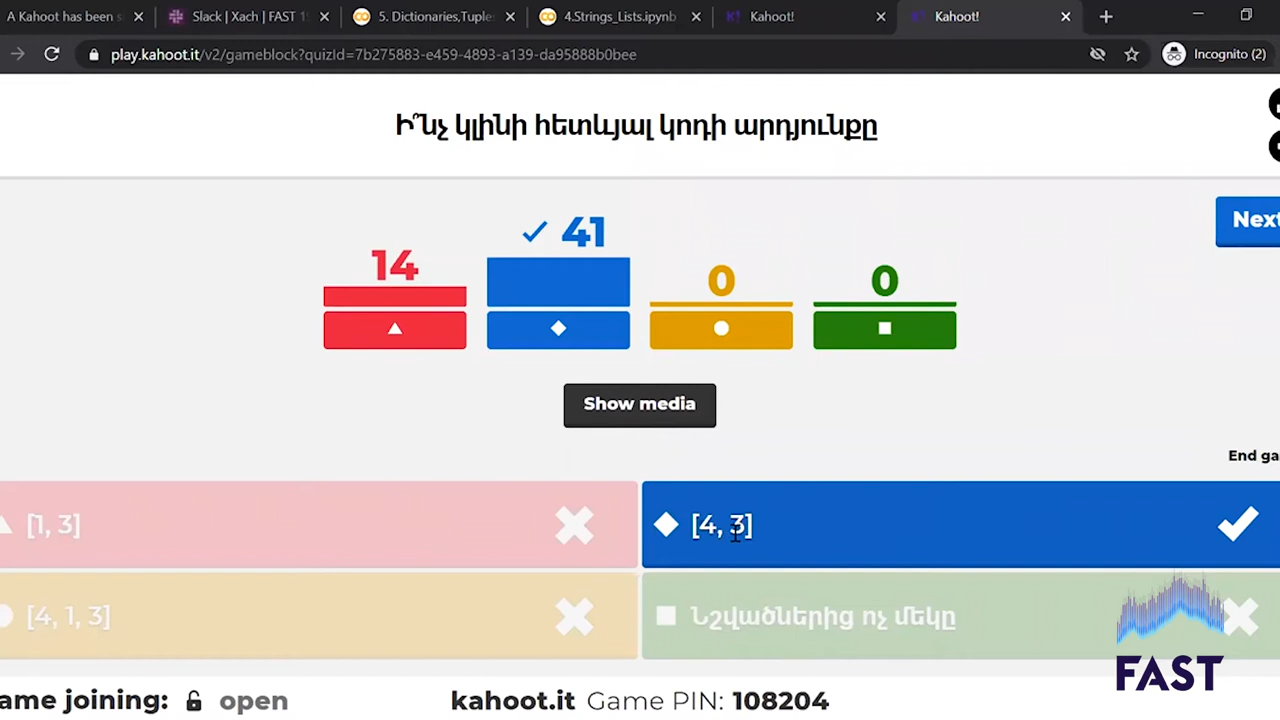 A Kahoot has been s
Slack | Xach | FAST 1
5. Dictionaries,Tuple
4.Strings_Lists.ipynb
Kahoot!
Kahoot!
play.kahoot.it/v2/gameblock?quizid=7b275883-e459-4893-a139-da95888b0bee
Incognito (2)
Ի՞նչ կլինի հետևյալ կոդի արդյունքը
Next
14
41
0
0
Show media
End ga
[1, 3]
[4, 3]
[4, 1, 3]
Նշվածներից ոչ մեկը
FAST
ame joining: open
kahoot.it Game PIN: 108204